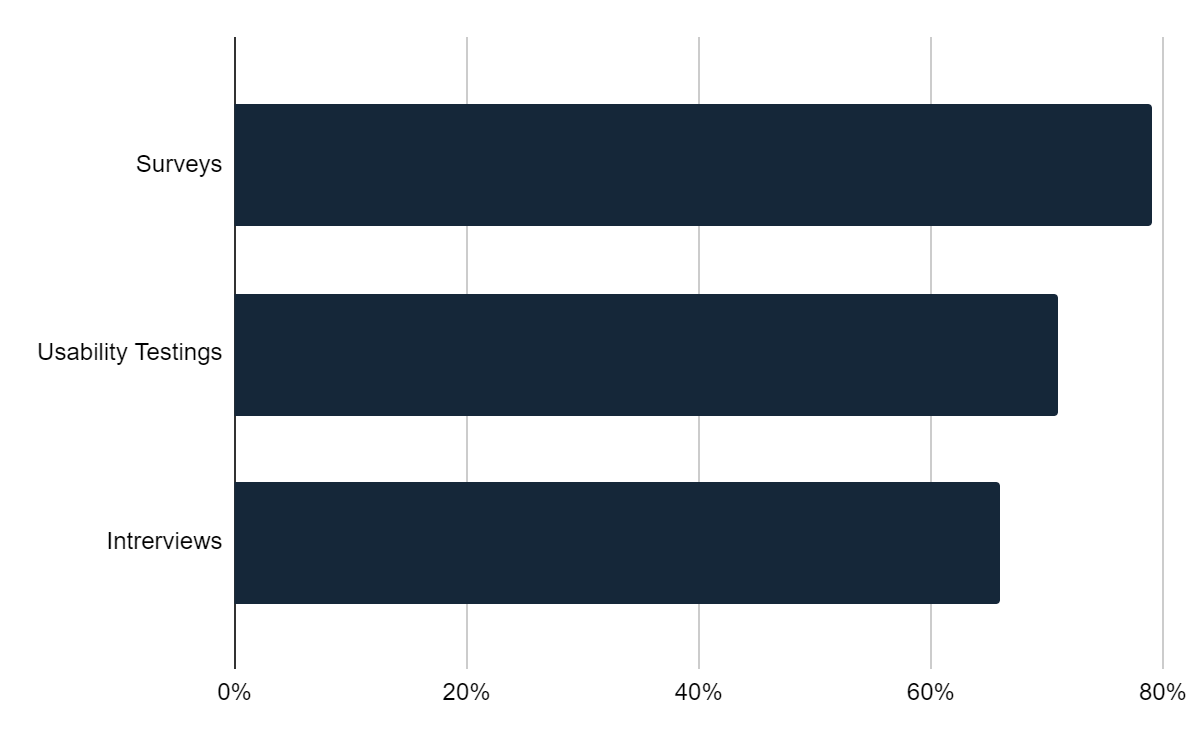 Surveys
Usability Testings
Intrerviews
0% 20% 40% 60% 80%